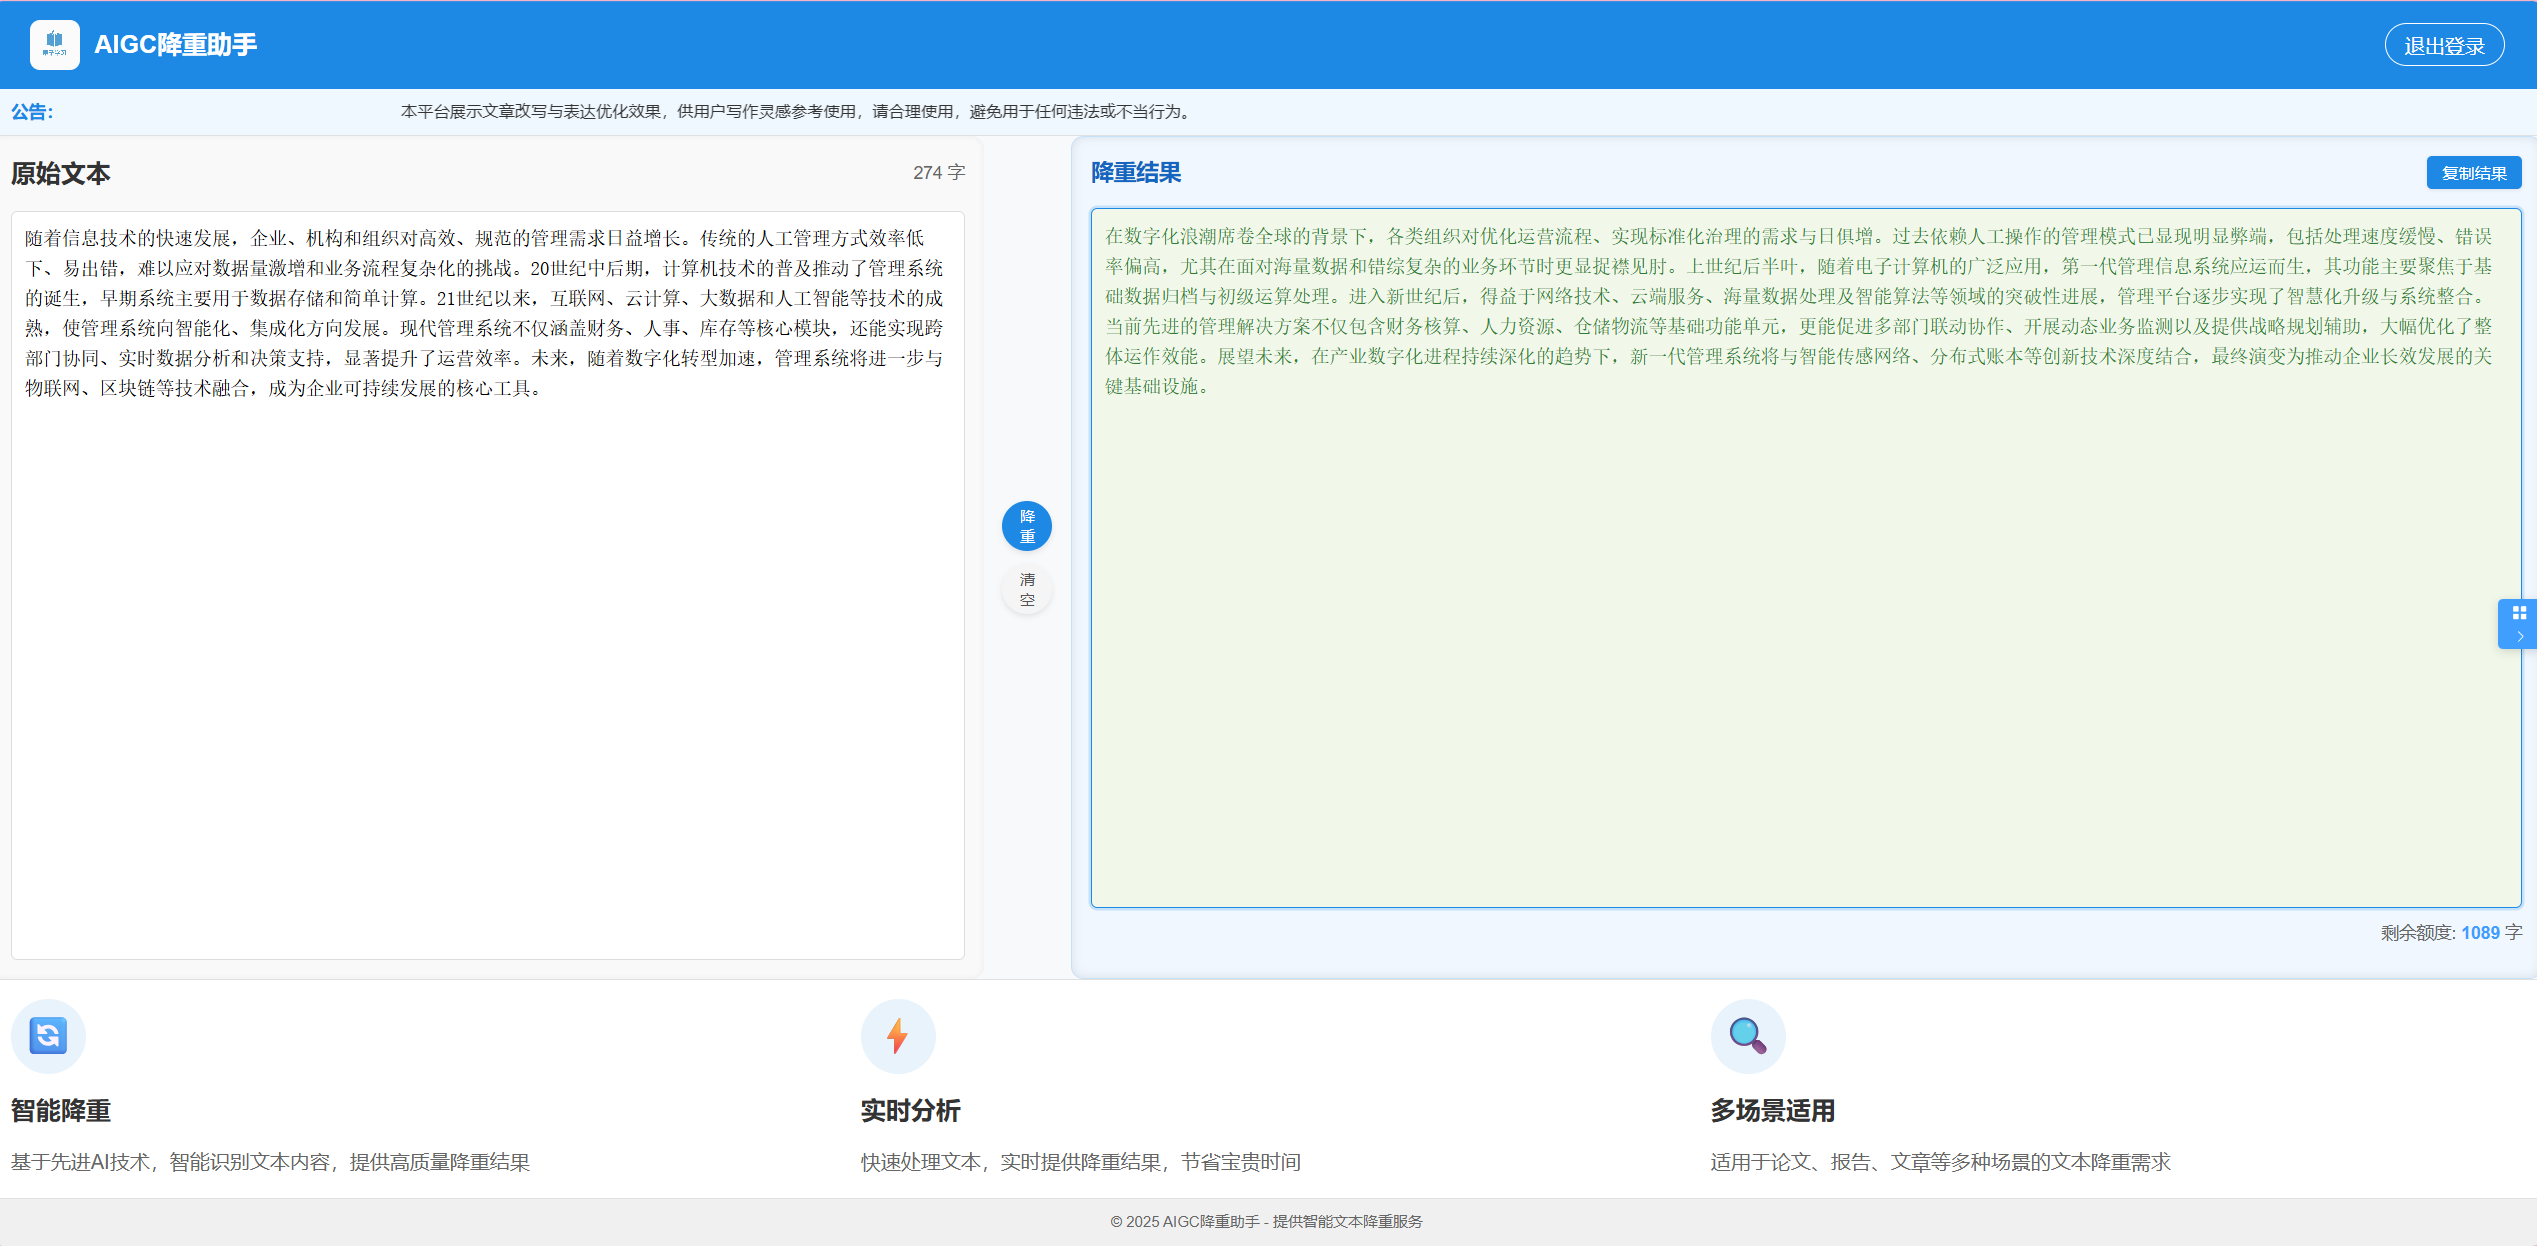 AIGC降重助手
退出登录
公告:
本平台展示文章改写与表达优化效果，供用户写作灵感参考使用，请合理使用，避免用于任何违法或不当行为。
原始文本
274 字
随着信息技术的快速发展，企业、机构和组织对高效、规范的管理需求日益增长。传统的人工管理方式效率低
下、易出错，难以应对数据量激增和业务流程复杂化的挑战。20世纪中后期，计算机技术的普及推动了管理系统
的诞生，早期系统主要用于数据存储和简单计算。21世纪以来，互联网、云计算、大数据和人工智能等技术的成
熟，使管理系统向智能化、集成化方向发展。现代管理系统不仅涵盖财务、人事、库存等核心模块，还能实现跨
部门协同、实时数据分析和决策支持，显著提升了运营效率。未来，随着数字化转型加速，管理系统将进一步与
物联网、区块链等技术融合，成为企业可持续发展的核心工具。
降
重
清
空
降重结果
复制结果
在数字化浪潮席卷全球的背景下，各类组织对优化运营流程、实现标准化治理的需求与日俱增。过去依赖人工操作的管理模式已显现明显弊端，包括处理速度缓慢、错误
率偏高，尤其在面对海量数据和错综复杂的业务环节时更显捉襟见肘。上世纪后半叶，随着电子计算机的广泛应用，第一代管理信息系统应运而生，其功能主要聚焦于基
础数据归档与初级运算处理。进入新世纪后，得益于网络技术、云端服务、海量数据处理及智能算法等领域的突破性进展，管理平台逐步实现了智慧化升级与系统整合。
当前先进的管理解决方案不仅包含财务核算、人力资源、仓储物流等基础功能单元，更能促进多部门联动协作、开展动态业务监测以及提供战略规划辅助，大幅优化了整
体运作效能。展望未来，在产业数字化进程持续深化的趋势下，新一代管理系统将与智能传感网络、分布式账本等创新技术深度结合，最终演变为推动企业长效发展的关
键基础设施。
剩余额度: 1089 字
智能降重
基于先进AI技术，智能识别文本内容，提供高质量降重结果
实时分析
快速处理文本，实时提供降重结果，节省宝贵时间
多场景适用
适用于论文、报告、文章等多种场景的文本降重需求
© 2025 AIGC降重助手 - 提供智能文本降重服务